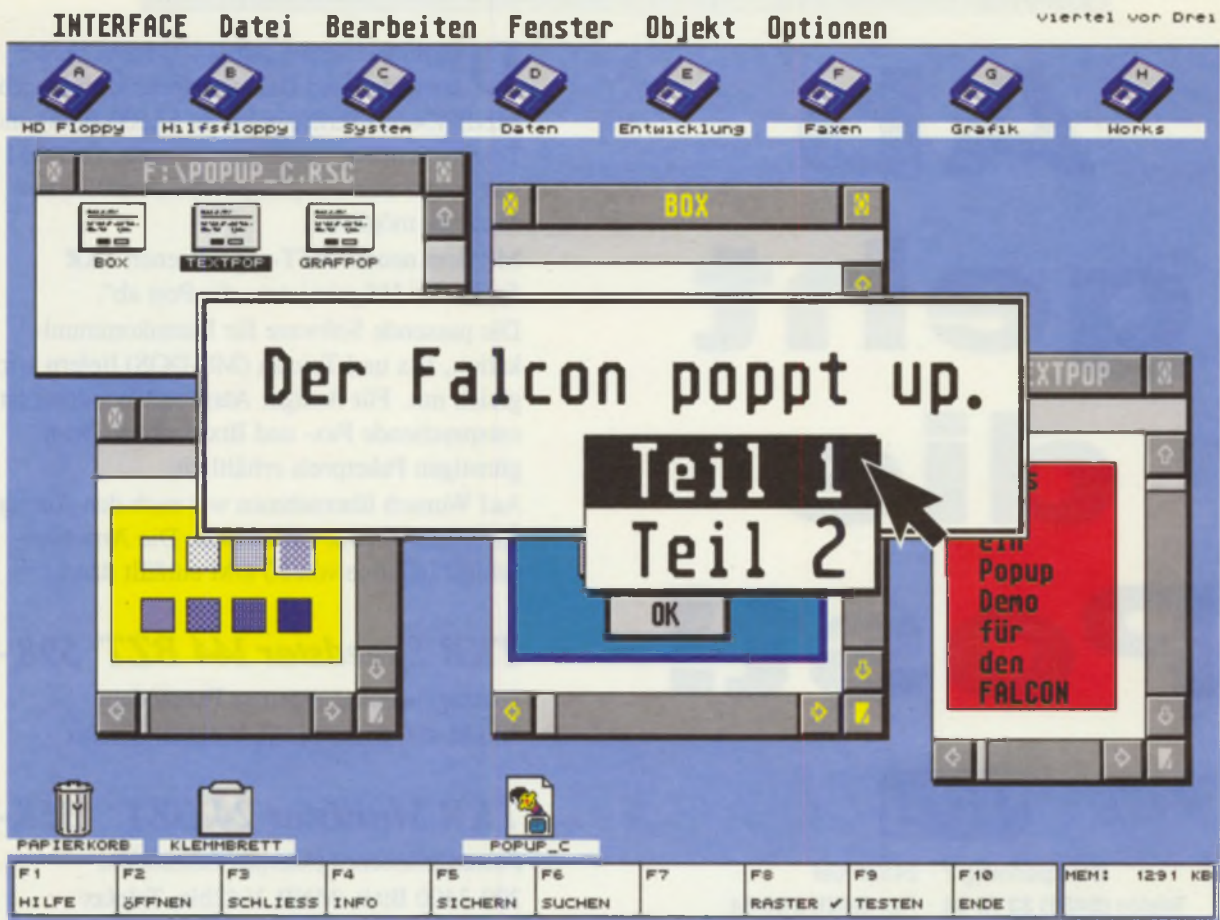 INTERFACE Datei Bearbeiten Fenster Objekt Optionen
viertel vor Drei
A B C D E F G H
HD Floppy Hilfsfloppy System Daten Entwicklung Faxen Grafik Works
F:\POPUP_C.RSC
BOX
BOX TEXTPOP GRAFPOP
Der Falcon poppt up.
TEXTPOP
Teil 1
Teil 2
ein
Popup
Demo
für
den
FALCON
OK
PAPIERKORB KLEMMBRETT POPUP_C
F1 F2 F3 F4 F5 F6 F7 F8 F9 F10 MEM: 1291 KB
HILFE ÖFFNEN SCHLIESS INFO SICHERN SUCHEN RASTER ✓ TESTEN ENDE